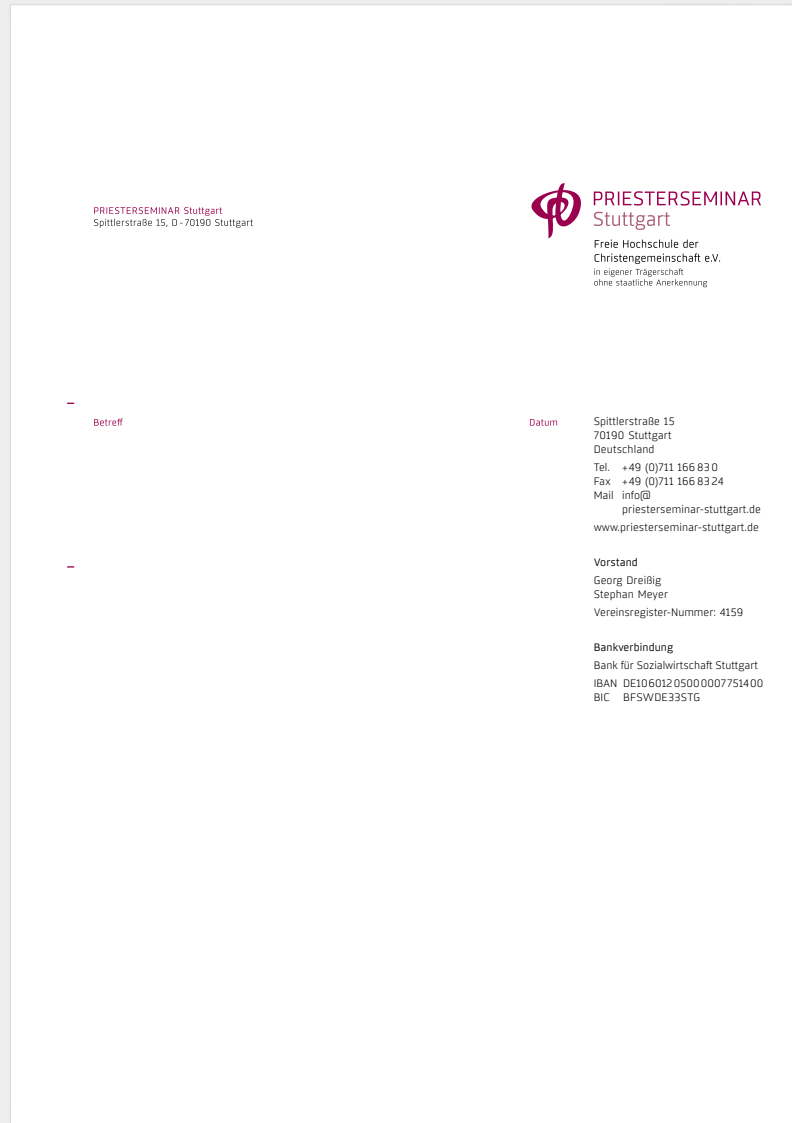 PRIESTERSEMINAR Stuttgart
Spittlerstraße 15, D-70190 Stuttgart
PRIESTERSEMINAR
Stuttgart
Freie Hochschule der
Christengemeinschaft e.V.
in eigener Trägerschaft
ohne staatliche Anerkennung
Betreff
Datum
Spittlerstraße 15
70190 Stuttgart
Deutschland
Tel. +49 (0)711 166 83 0
Fax +49 (0)711 166 83 24
Mail info@
priesterseminar-stuttgart.de
www.priesterseminar-stuttgart.de
Vorstand
Georg Dreißig
Stephan Meyer
Vereinsregister-Nummer: 4159
Bankverbindung
Bank für Sozialwirtschaft Stuttgart
IBAN DE10 6012 0500 0007 7514 00
BIC BFSWDE33STG